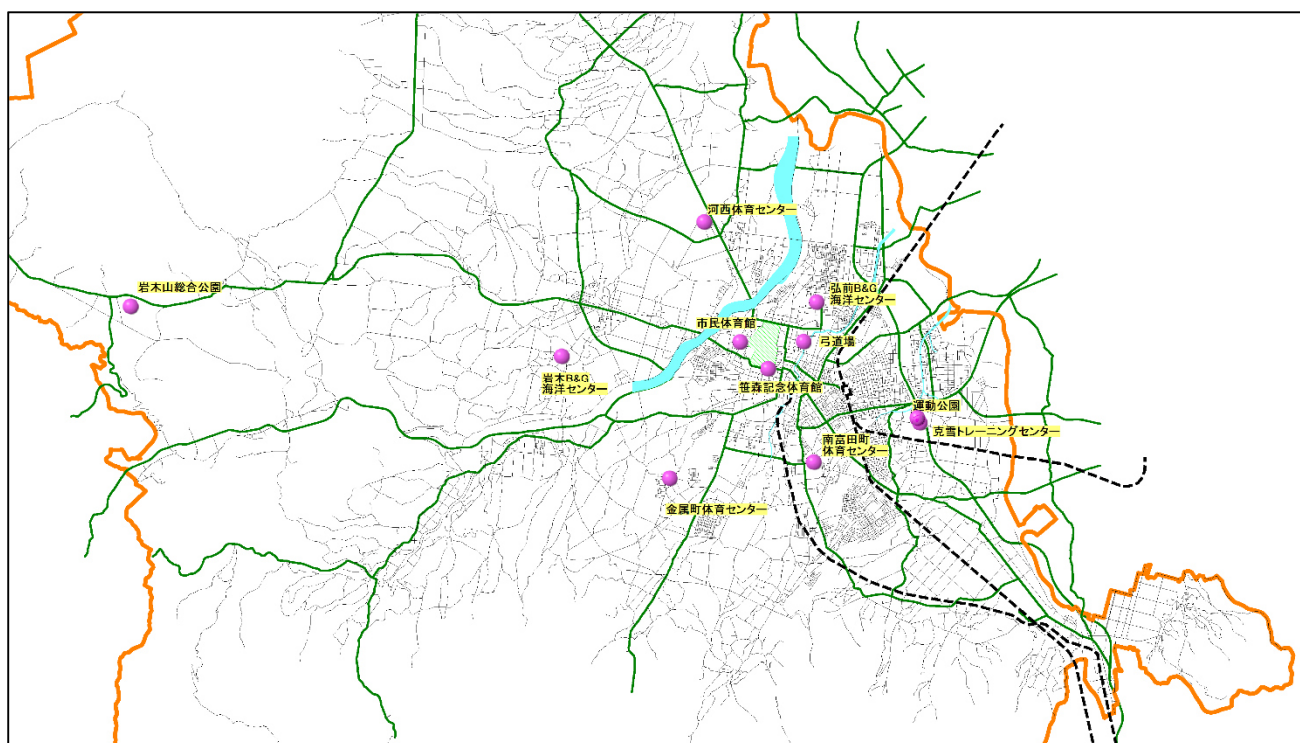 河西体育センター
岩木山総合公園
弘前B&G
海洋センター
市民体育館
弓道場
岩木B&G
海洋センター
笹森記念体育館
運動公園
克雪トレーニングセンター
南富田町
体育センター
金属町体育センター